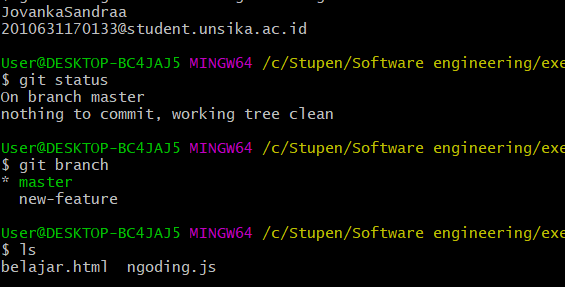 JovankaSandraa
2010631170133@student.unsika.ac.id
User@DESKTOP-BC4JAJ5 MINGW64 /c/Stupen/Software engineering/exe
$ git status
On branch master
nothing to commit, working tree clean
User@DESKTOP-BC4JAJ5 MINGW64 /c/Stupen/Software engineering/exe
$ git branch
* master
new-feature
User@DESKTOP-BC4JAJ5 MINGW64 /c/Stupen/Software engineering/exe
$ ls
belajar.html ngoding.js